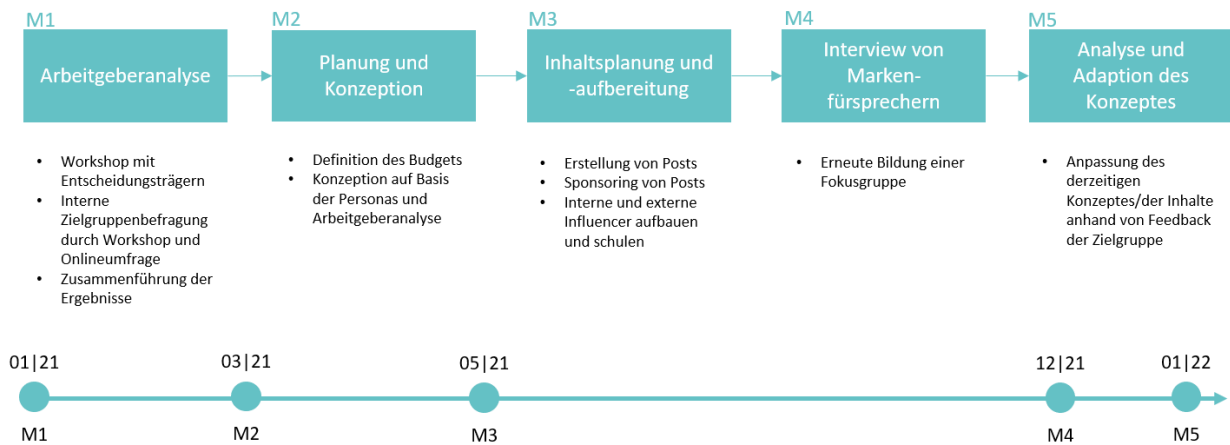 M1
Arbeitgeberanalyse
• Workshop mit
Entscheidungsträgern
• Interne
Zielgruppenbefragung
durch Workshop und
Onlineumfrage
• Zusammenführung der
Ergebnisse
M2
Planung und
Konzeption
• Definition des Budgets
• Konzeption auf Basis
der Personas und
Arbeitgeberanalyse
M3
Inhaltsplanung und
-aufbereitung
• Erstellung von Posts
• Sponsoring von Posts
• Interne und externe
Influencer aufbauen
und schulen
M4
Interview von
Marken-
fürsprechern
• Erneute Bildung einer
Fokusgruppe
M5
Analyse und
Adaption des
Konzeptes
• Anpassung des
derzeitigen
Konzeptes/der Inhalte
anhand von Feedback
der Zielgruppe
01|21
03|21
05|21
12|21
01|22
M1
M2
M3
M4
M5